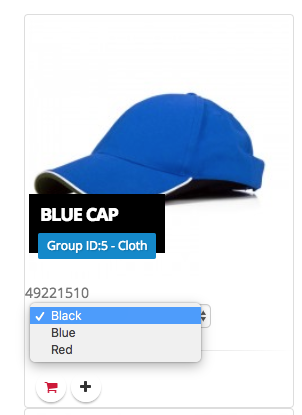 BLUE CAP
Group ID:5 - Cloth
49221510
✓ Black
Blue
Red